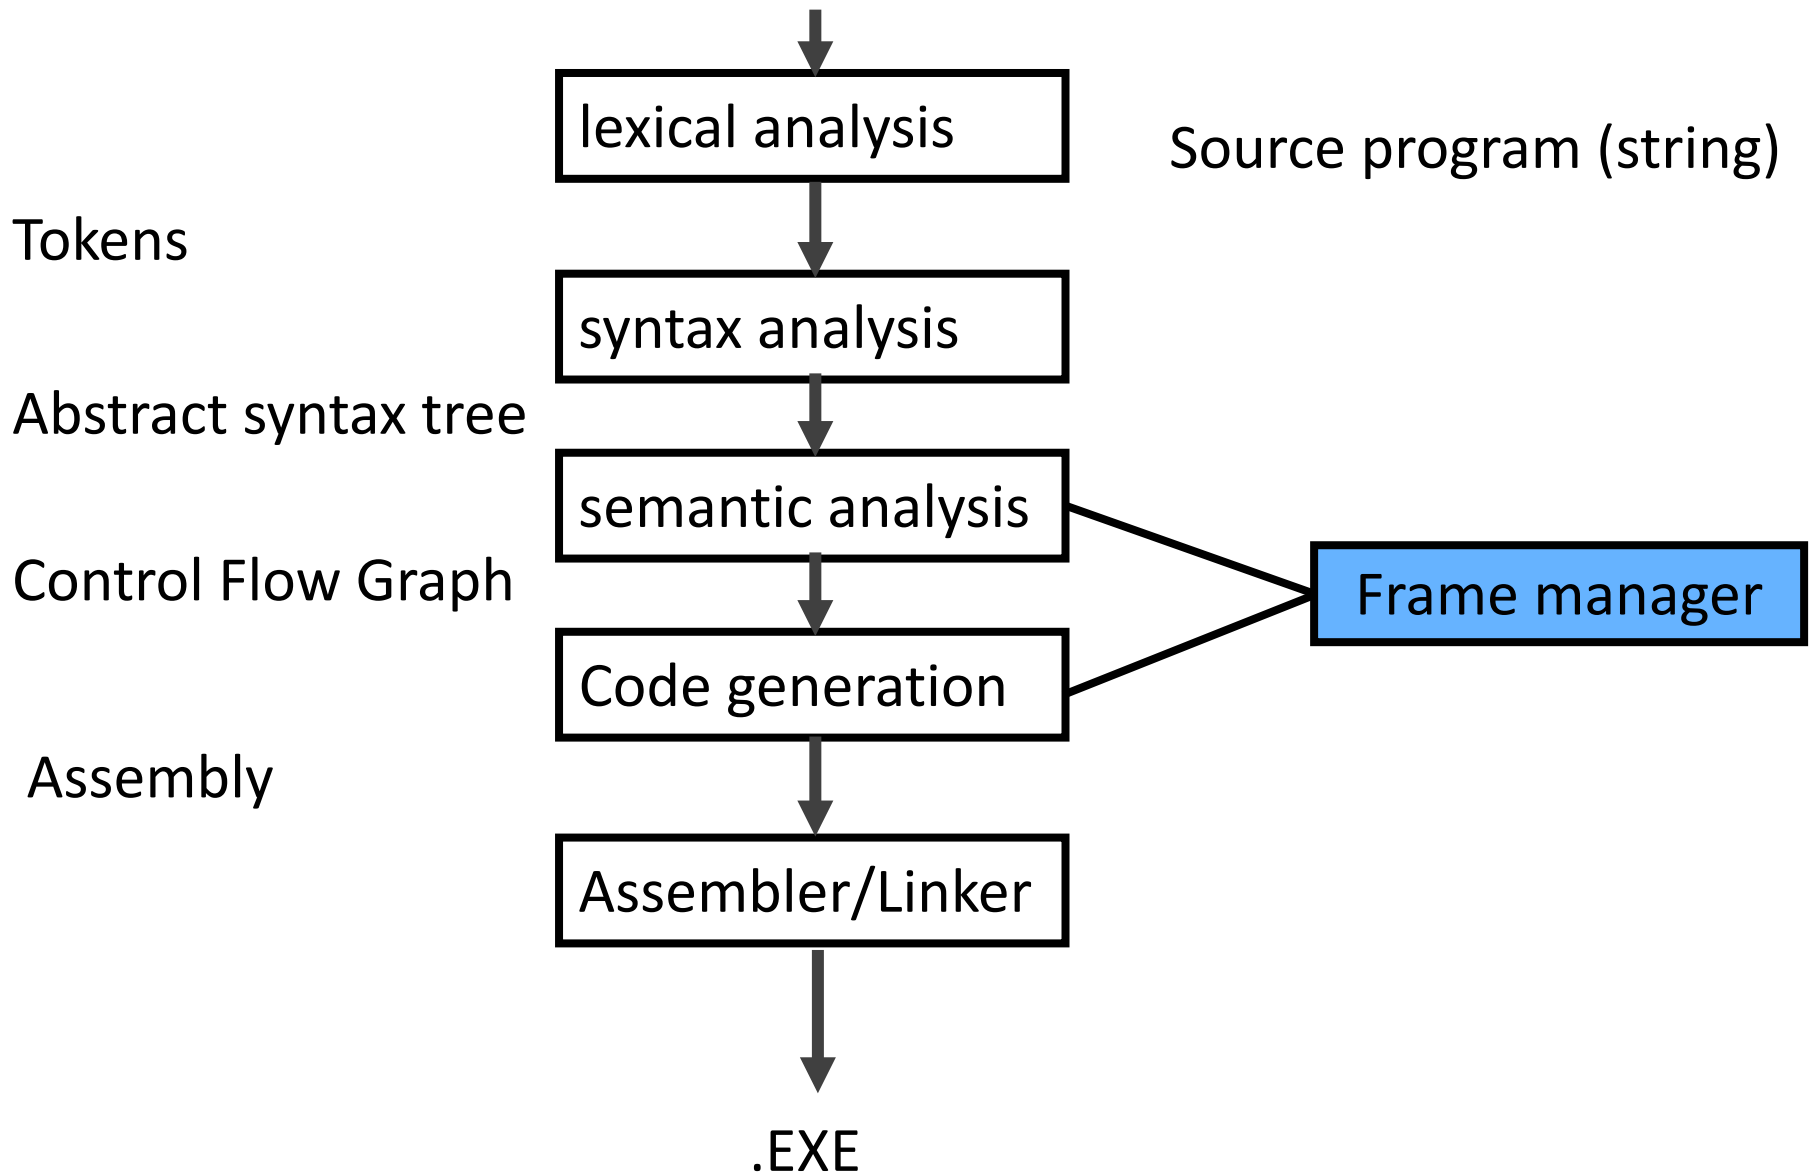 lexical analysis
Source program (string)
Tokens
syntax analysis
Abstract syntax tree
semantic analysis
Control Flow Graph
Frame manager
Code generation
Assembly
Assembler/Linker
.EXE